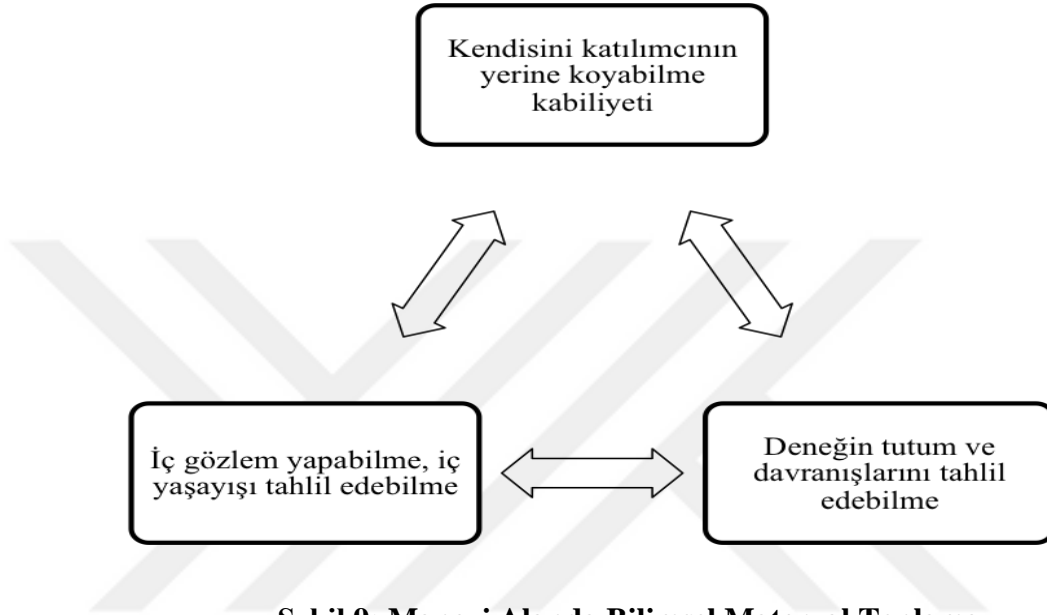 Kendisini katılımcının
yerine koyabilme
kabiliyeti
İç gözlem yapabilme, iç
yaşayışı tahlil edebilme
Deneğin tutum ve
davranışlarını tahlil
edebilme
Şekil 9: Manevi Alanda Bilimsel Materyal Toplama